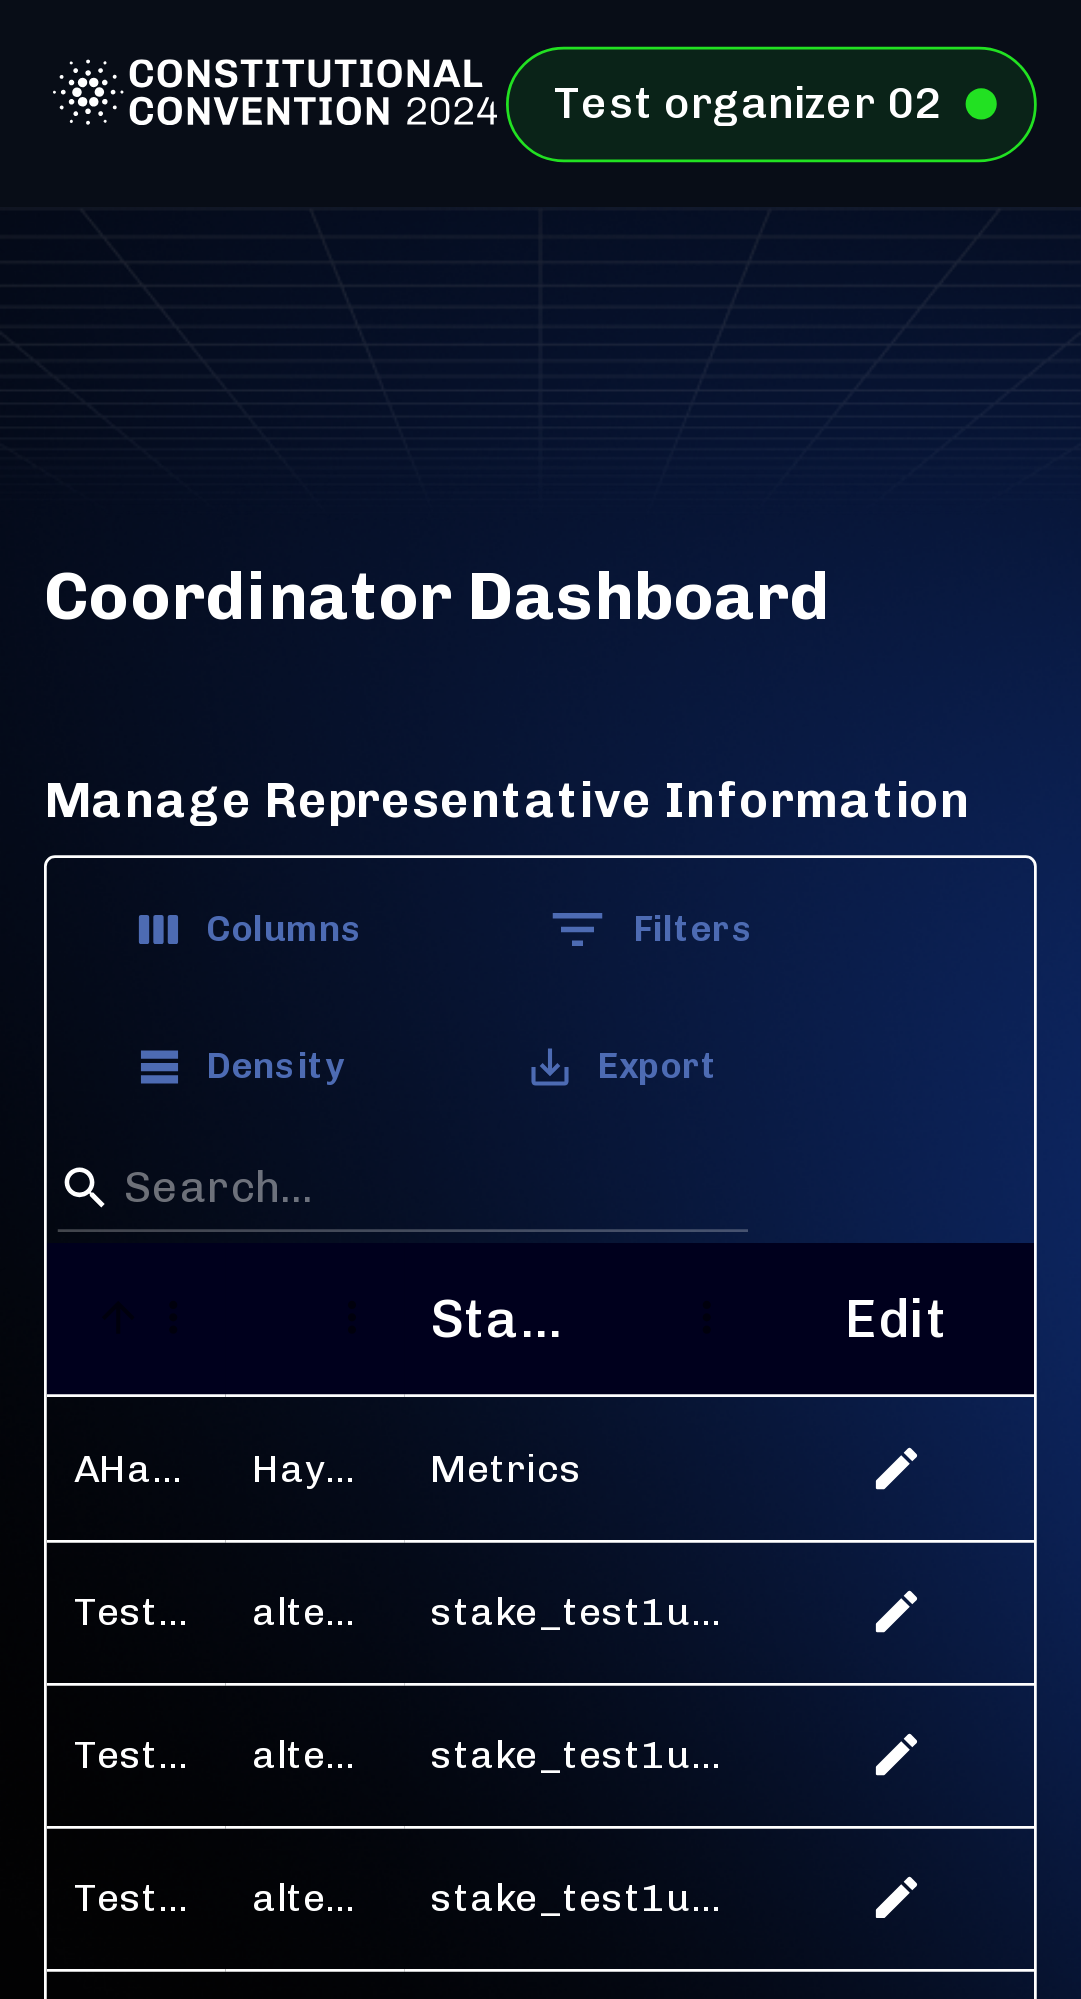 CONSTITUTIONAL
CONVENTION 2024
Test organizer 02
Coordinator Dashboard
Manage Representative Information
Columns
Filters
Density
Export
Search...
Sta...
Edit
AHa...
Hay...
Metrics
Test...
alte...
stake_test1u...
Test...
alte...
stake_test1u...
Test...
alte...
stake_test1u...